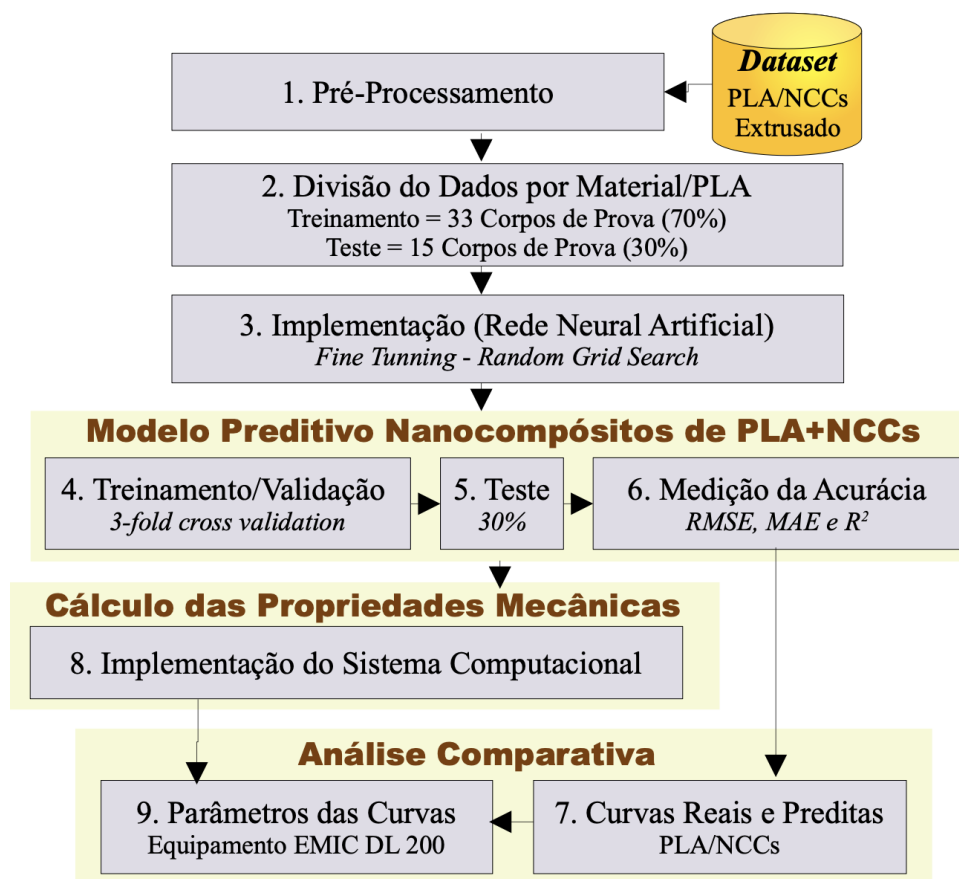 Dataset
PLA/NCCs
Extrusado
1. Pré-Processamento
2. Divisão do Dados por Material/PLA
Treinamento = 33 Corpos de Prova (70%)
Teste = 15 Corpos de Prova (30%)
3. Implementação (Rede Neural Artificial)
Fine Tunning - Random Grid Search
Modelo Preditivo Nanocompósitos de PLA+NCCs
4. Treinamento/Validação
3-fold cross validation
5. Teste
30%
6. Medição da Acurácia
RMSE, MAE e R²
Cálculo das Propriedades Mecânicas
8. Implementação do Sistema Computacional
Análise Comparativa
9. Parâmetros das Curvas
Equipamento EMIC DL 200
7. Curvas Reais e Preditas
PLA/NCCs